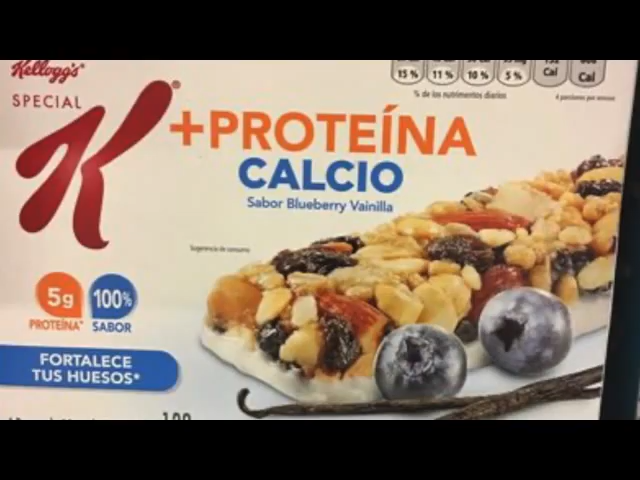 Kellogg's®
SPECIAL
K®
+PROTEÍNA
CALCIO
Sabor Blueberry Vainilla
15 %
11 %
10 %
5 %
Cal
Cal
% de los nutrimentos diarios
Sugerencia de consumo
5g
PROTEÍNA*
100%
SABOR
FORTALECE
TUS HUESOS*